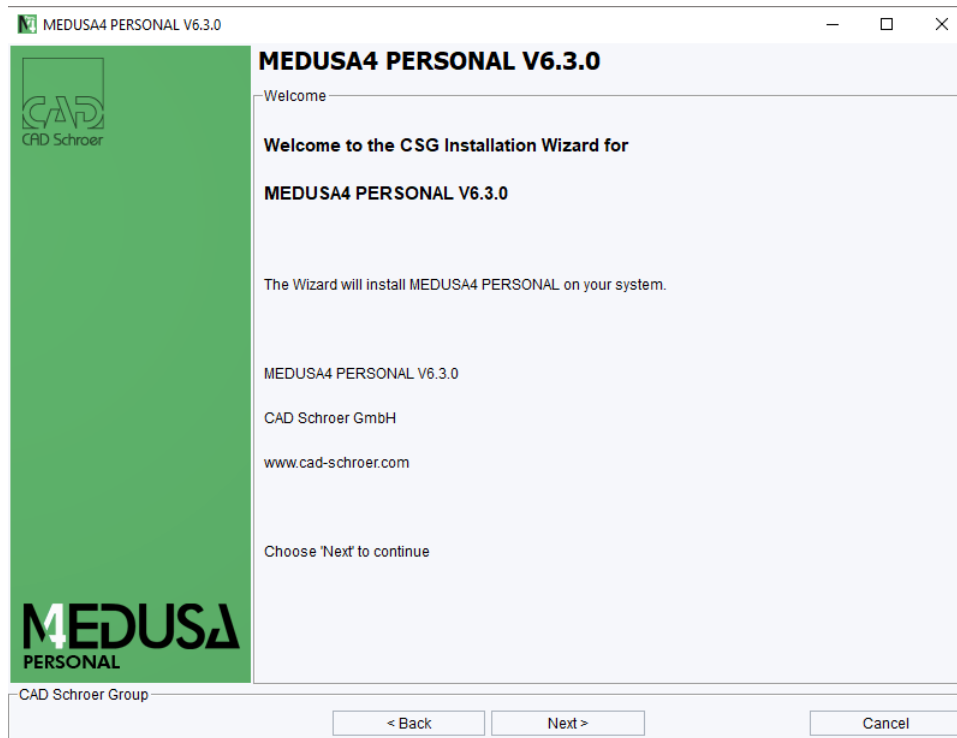 MEDUSA4 PERSONAL V6.3.0
CAD
CAD Schroer
MEDUSA4 PERSONAL V6.3.0
Welcome
Welcome to the CSG Installation Wizard for
MEDUSA4 PERSONAL V6.3.0
The Wizard will install MEDUSA4 PERSONAL on your system.
MEDUSA4 PERSONAL V6.3.0
CAD Schroer GmbH
www.cad-schroer.com
Choose 'Next' to continue
M4EDUSA
PERSONAL
CAD Schroer Group
< Back
Next >
Cancel